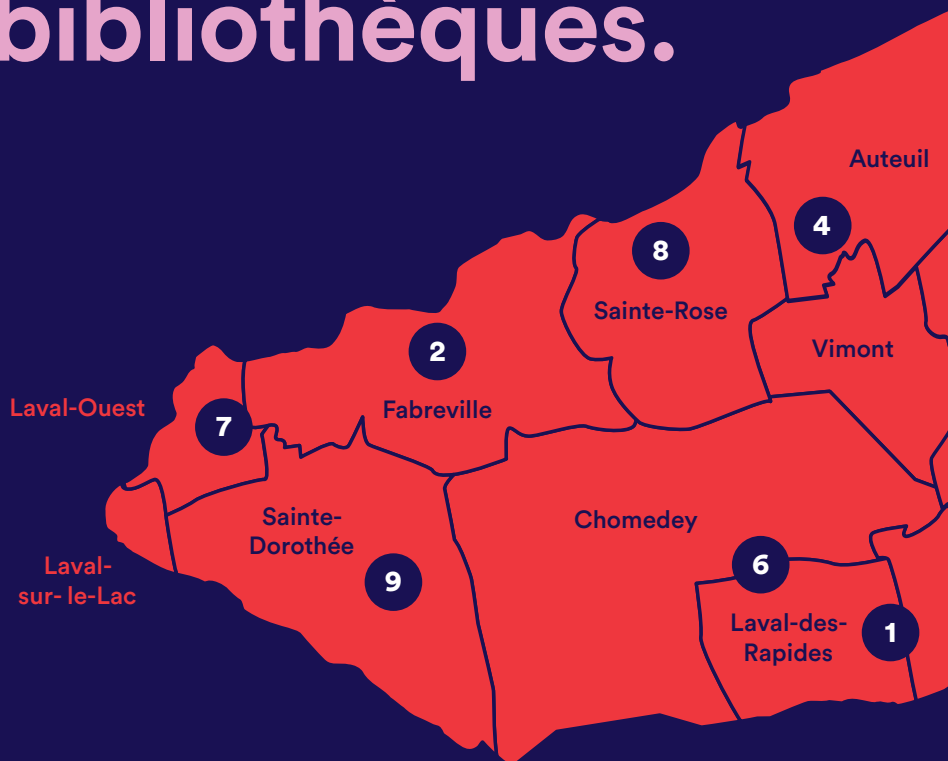 bibliothèques.
Auteuil
4
8
Sainte-Rose
Vimont
2
Fabreville
Laval-Ouest
7
Sainte-
Dorothée
Chomedey
9
6
Laval-
sur- le-Lac
Laval-des-
Rapides
1